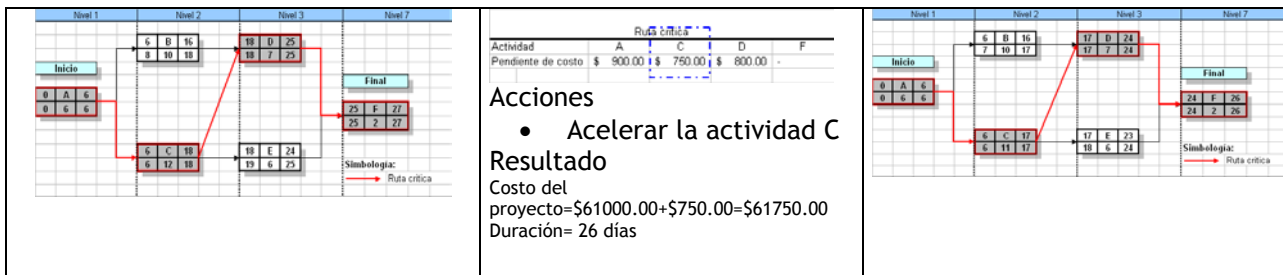 Nivel 1 Nivel 2 Nivel 3 Nivel 7
6 B 16
8 10 18
18 D 25
18 7 25
Inicio
Final
0 A 6
0 6 6
25 F 27
25 2 27
6 C 18
6 12 18
18 E 24
19 6 25
Simbología:
Ruta crítica
Ruta crítica
Actividad A C D F
Pendiente de costo $ 900.00 $ 750.00 $ 800.00 -
Acciones
• Acelerar la actividad C
Resultado
Costo del
proyecto=$61000.00+$750.00=$61750.00
Duración= 26 días
Nivel 1 Nivel 2 Nivel 3 Nivel 7
6 B 16
7 10 17
17 D 24
17 7 24
Inicio
Final
0 A 6
0 6 6
24 F 26
24 2 26
6 C 17
6 11 17
17 E 23
18 6 24
Simbología:
Ruta crítica